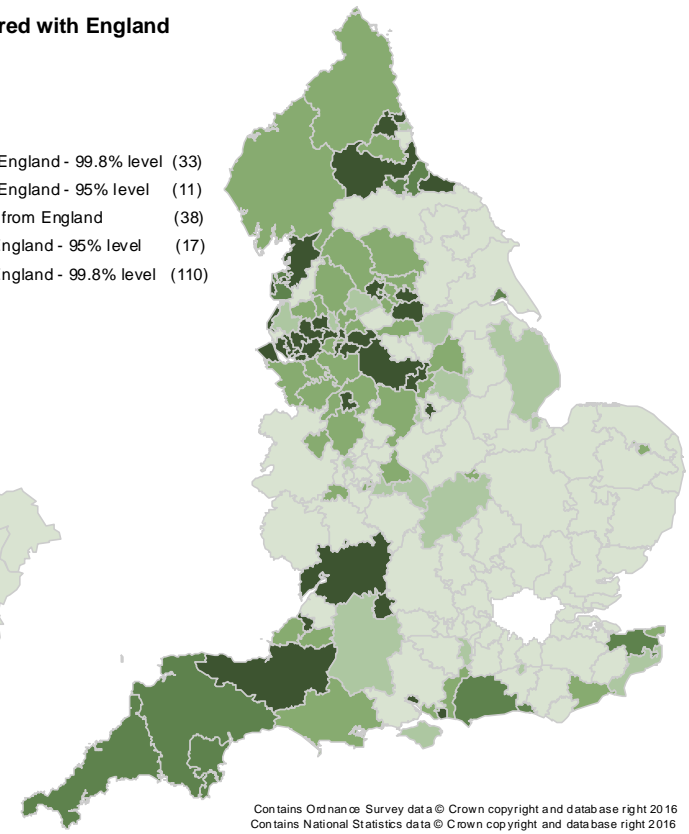 red with England
England - 99.8% level (33)
England - 95% level (11)
from England (38)
ngland - 95% level (17)
ngland - 99.8% level (110)
Contains Ordnance Survey data © Crown copyright and database right 2016
Contains National Statistics data © Crown copyright and database right 2016